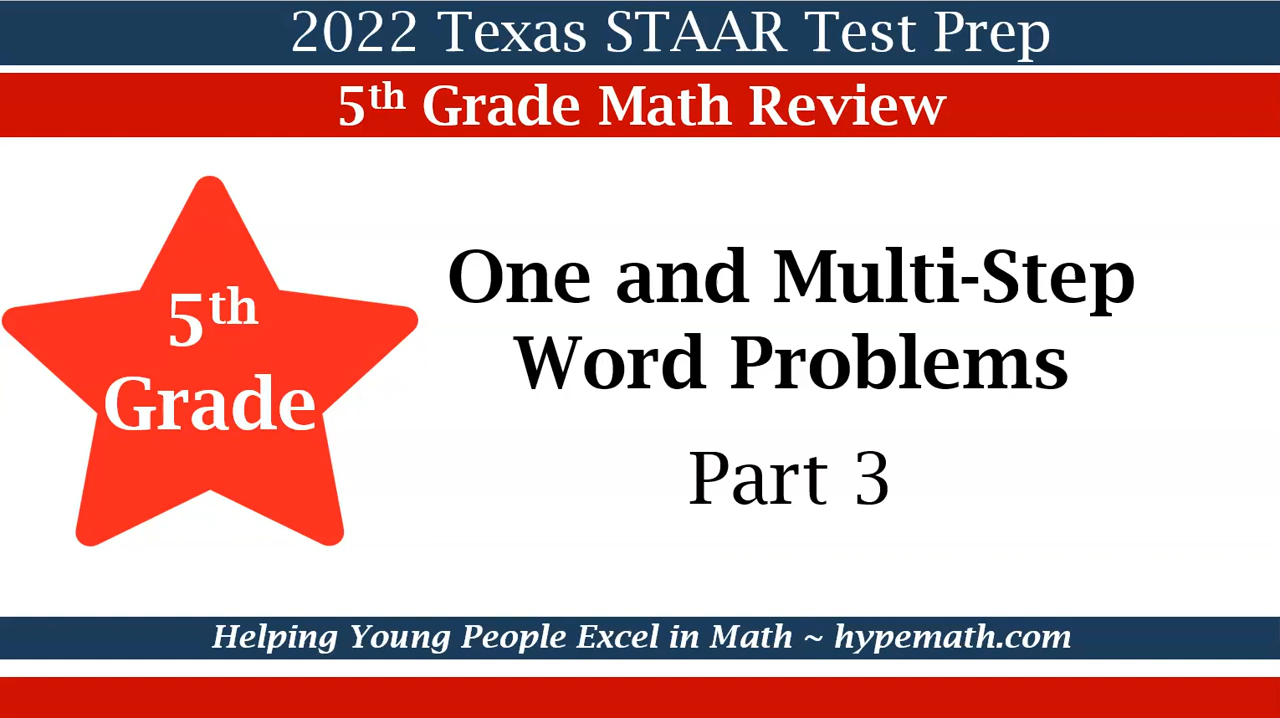 2022 Texas STAAR Test Prep
5th Grade Math Review
5th
Grade
One and Multi-Step
Word Problems
Part 3
Helping Young People Excel in Math ~ hypemath.com